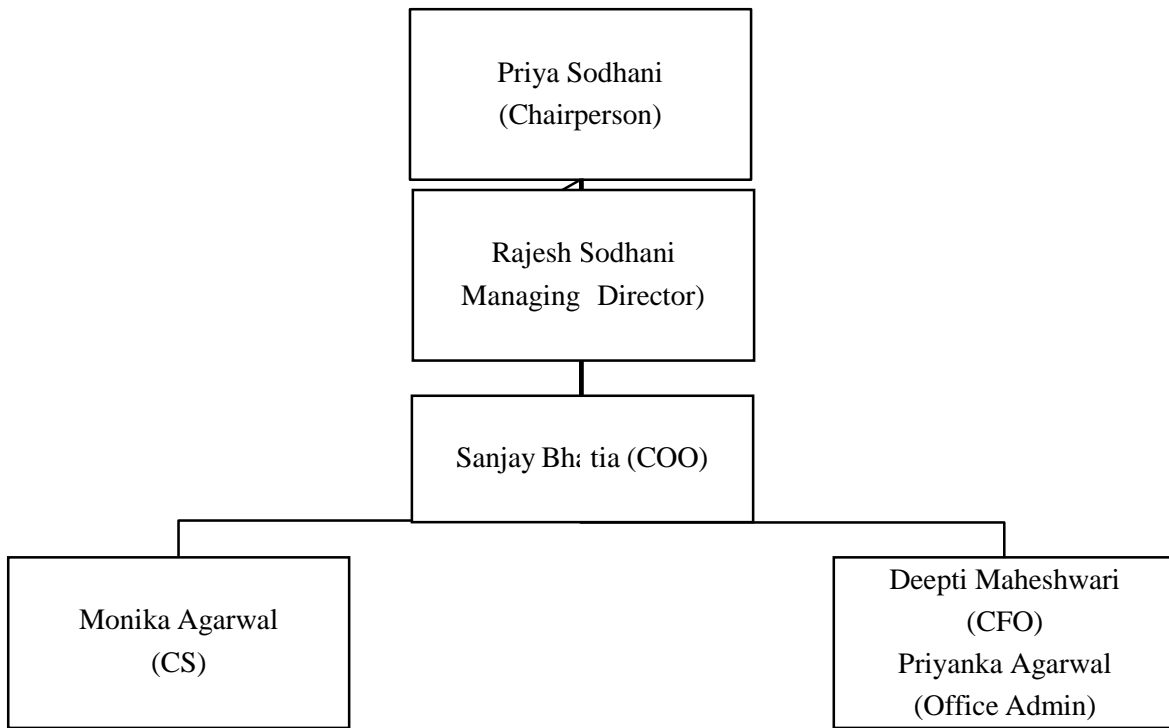 Priya Sodhani
(Chairperson)
Rajesh Sodhani
Managing Director)
Sanjay Bhatia (COO)
Monika Agarwal
(CS)
Deepti Maheshwari
(CFO)
Priyanka Agarwal
(Office Admin)